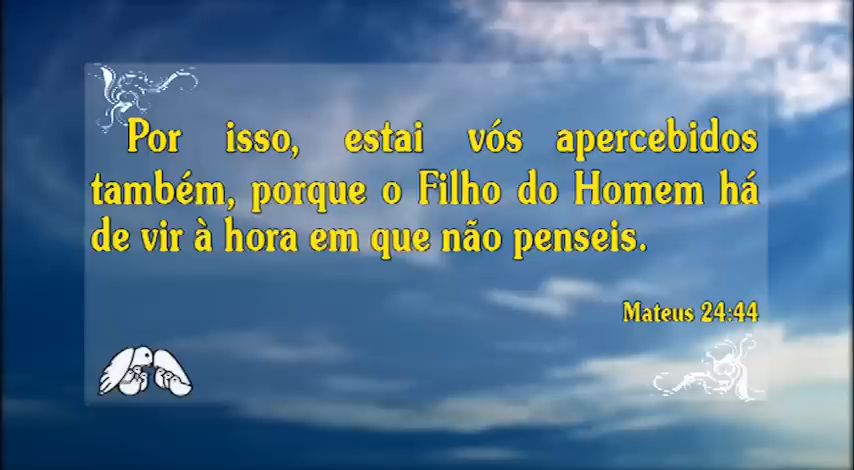 Por isso, estai vós apercebidos
também, porque o Filho do Homem há
de vir à hora em que não penseis.
Mateus 24:44